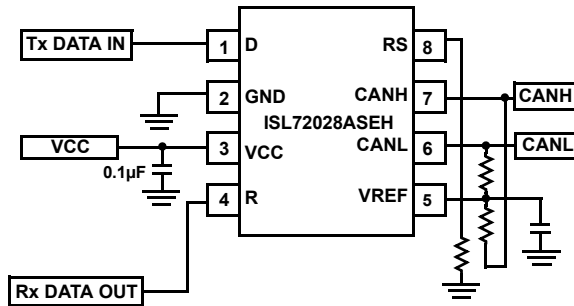 Tx DATA IN
1
D
RS
8
2
GND
CANH
7
CANH
ISL72028ASEH
VCC
3
VCC
CANL
6
CANL
0.1µF
4
R
VREF
5
Rx DATA OUT